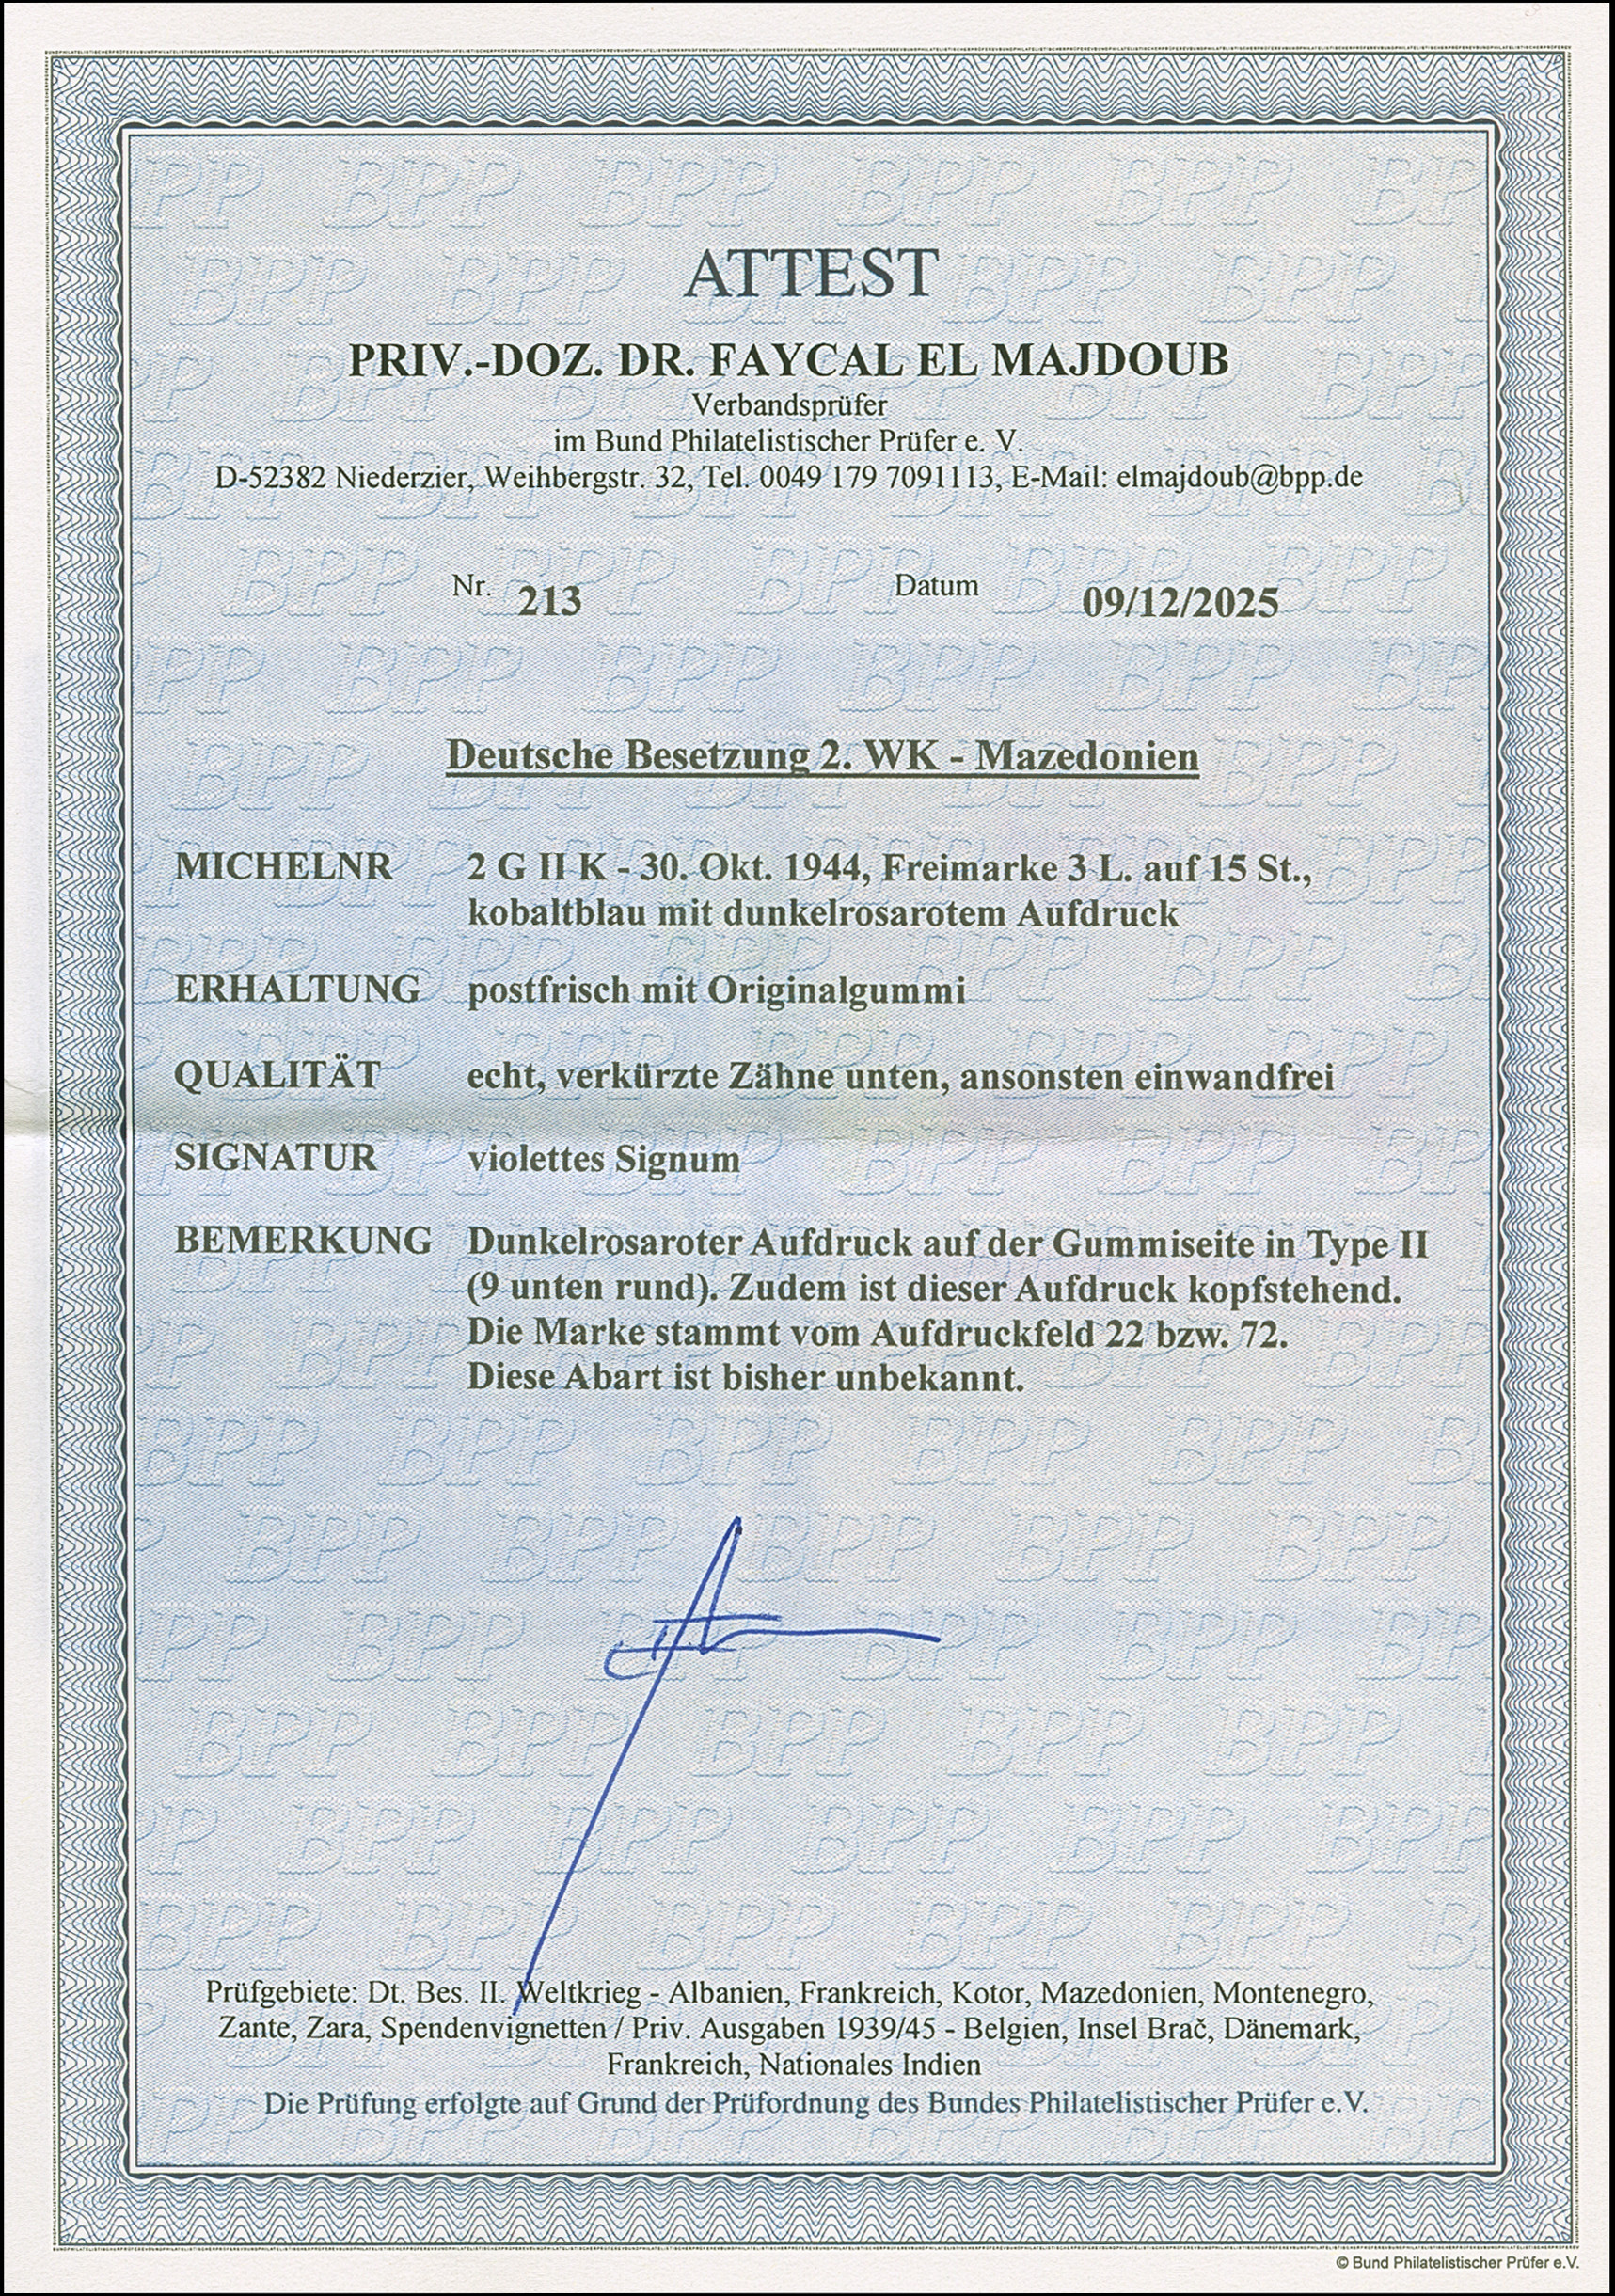 ATTEST
PRIV.-DOZ. DR. FAYCAL EL MAJDOUB
Verbandsprüfer
im Bund Philatelistischer Prüfer e. V.
D-52382 Niederzier, Weihbergstr. 32, Tel. 0049 179 7091113, E-Mail: elmajdoub@bpp.de
Nr. 213 Datum 09/12/2025
Deutsche Besetzung 2. WK - Mazedonien
MICHELNR 2 G II K - 30. Okt. 1944, Freimarke 3 L. auf 15 St.,
kobaltblau mit dunkelrosarotem Aufdruck
ERHALTUNG postfrisch mit Originalgummi
QUALITÄT echt, verkürzte Zähne unten, ansonsten einwandfrei
SIGNATUR violettes Signum
BEMERKUNG Dunkelrosaroter Aufdruck auf der Gummiseite in Type II
(9 unten rund). Zudem ist dieser Aufdruck kopfstehend.
Die Marke stammt vom Aufdruckfeld 22 bzw. 72.
Diese Abart ist bisher unbekannt.
Prüfgebiete: Dt. Bes. II. Weltkrieg - Albanien, Frankreich, Kotor, Mazedonien, Montenegro,
Zante, Zara, Spendenvignetten / Priv. Ausgaben 1939/45 - Belgien, Insel Brač, Dänemark,
Frankreich, Nationales Indien
Die Prüfung erfolgte auf Grund der Prüfordnung des Bundes Philatelistischer Prüfer e.V.
© Bund Philatelistischer Prüfer e.V.